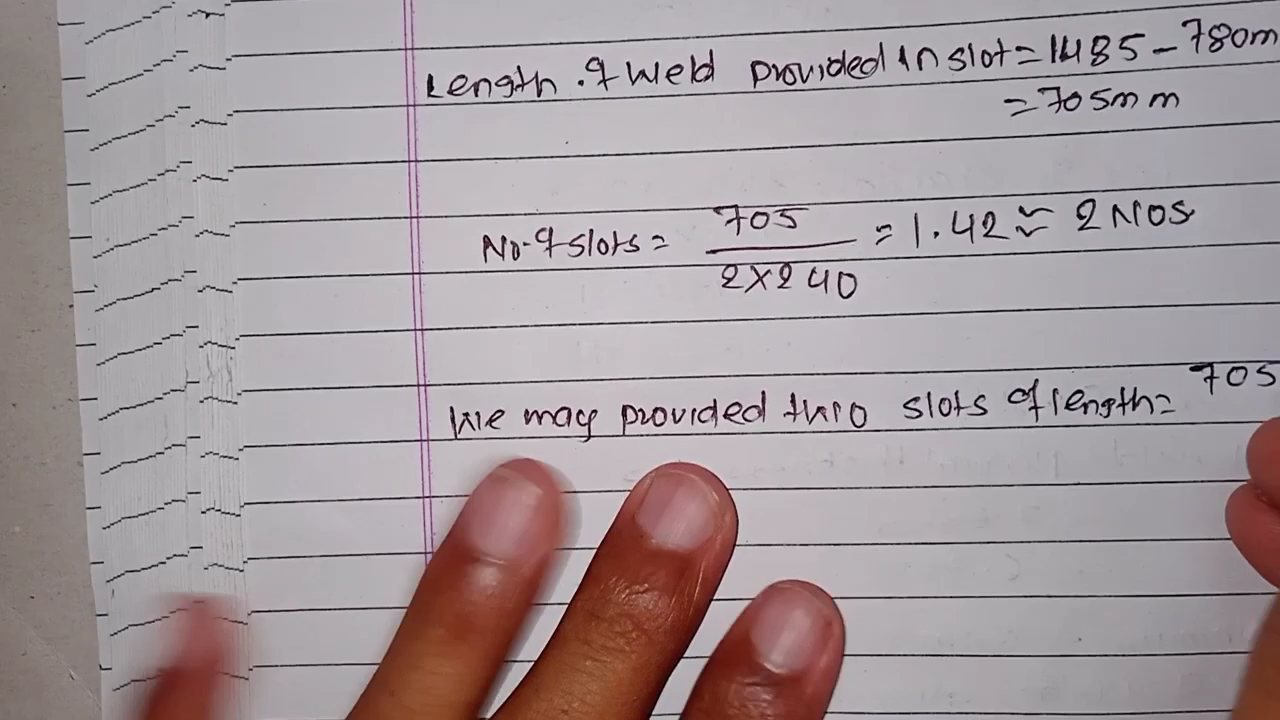 Length of weld provided in slot = 1485 - 780m
= 705mm
No. of slots = 705 / 2x240 = 1.42 ≈ 2 NOS
We may provided two slots of length = 705